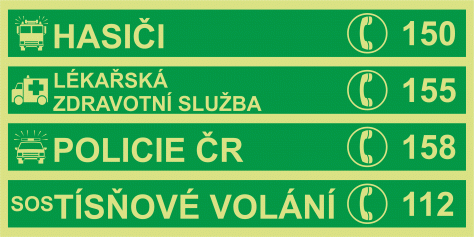 HASIČI 150
LÉKAŘSKÁ
ZDRAVOTNÍ SLUŽBA 155
POLICIE ČR 158
SOS TÍSŇOVÉ VOLÁNÍ 112